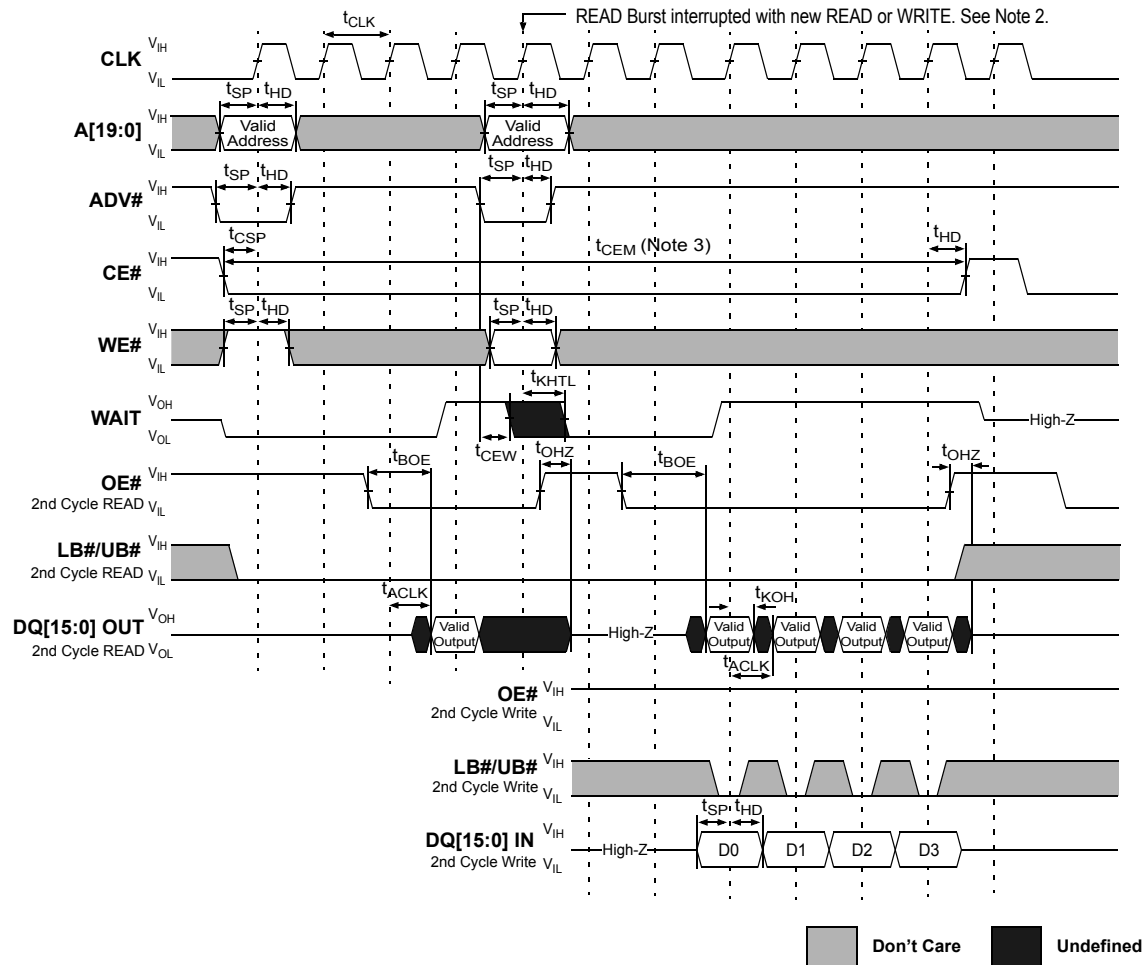 READ Burst interrupted with new READ or WRITE. See Note 2.
tCLK
CLK VIH
VIL
tSP tHD tSP tHD
A[19:0] VIH
VIL
Valid Address
Valid Address
tSP tHD tSP tHD
ADV# VIH
VIL
tCSP
tCEM (Note 3)
tHD
CE# VIH
VIL
tSP tHD tSP tHD
WE# VIH
VIL
tKHTL
WAIT VOH
VOL
High-Z
tCEW
tBOE tOHZ tBOE tOHZ
OE# VIH
2nd Cycle READ VIL
LB#/UB# VIH
2nd Cycle READ VIL
tACLK
tKOH
DQ[15:0] OUT VOH
2nd Cycle READ VOL
Valid Output
High-Z
Valid Output
Valid Output
Valid Output
Valid Output
tACLK
OE# VIH
2nd Cycle Write VIL
LB#/UB# VIH
2nd Cycle Write VIL
tSP tHD
DQ[15:0] IN VIH
2nd Cycle Write VIL
High-Z D0 D1 D2 D3
Don't Care Undefined